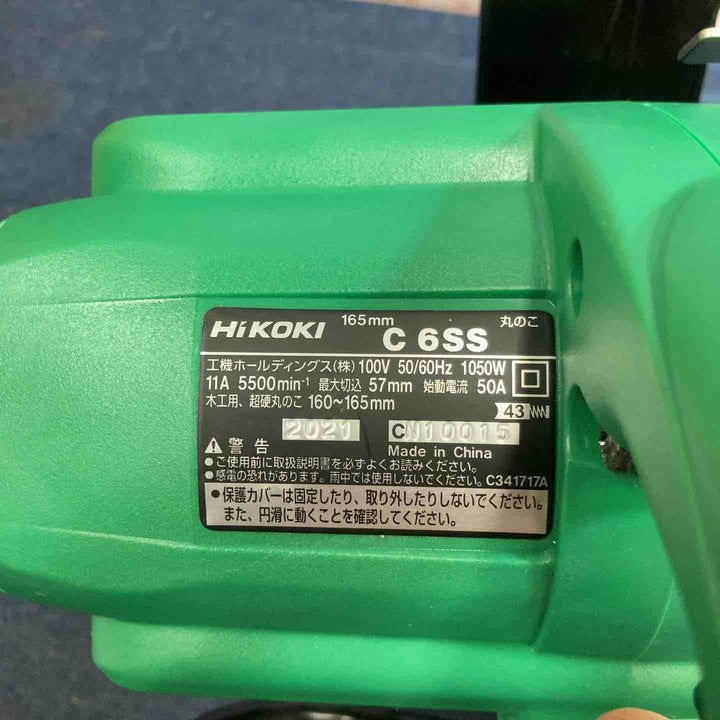 HiKOKI 165mm C 6SS 丸のこ
工機ホールディングス(株) 100V 50/60Hz 1050W
11A 5500min⁻¹ 最大切込 57mm 始動電流 50A
木工用、超硬丸のこ 160～165mm
43
2021 CN10015
警告 Made in China
●ご使用前に取扱説明書を必ずよくお読みください。
●感電の恐れがあります。雨中では使用しないでください。C341717A
●保護カバーは固定したり、取り外したりしないでください。
また、円滑に動くことを確認してください。